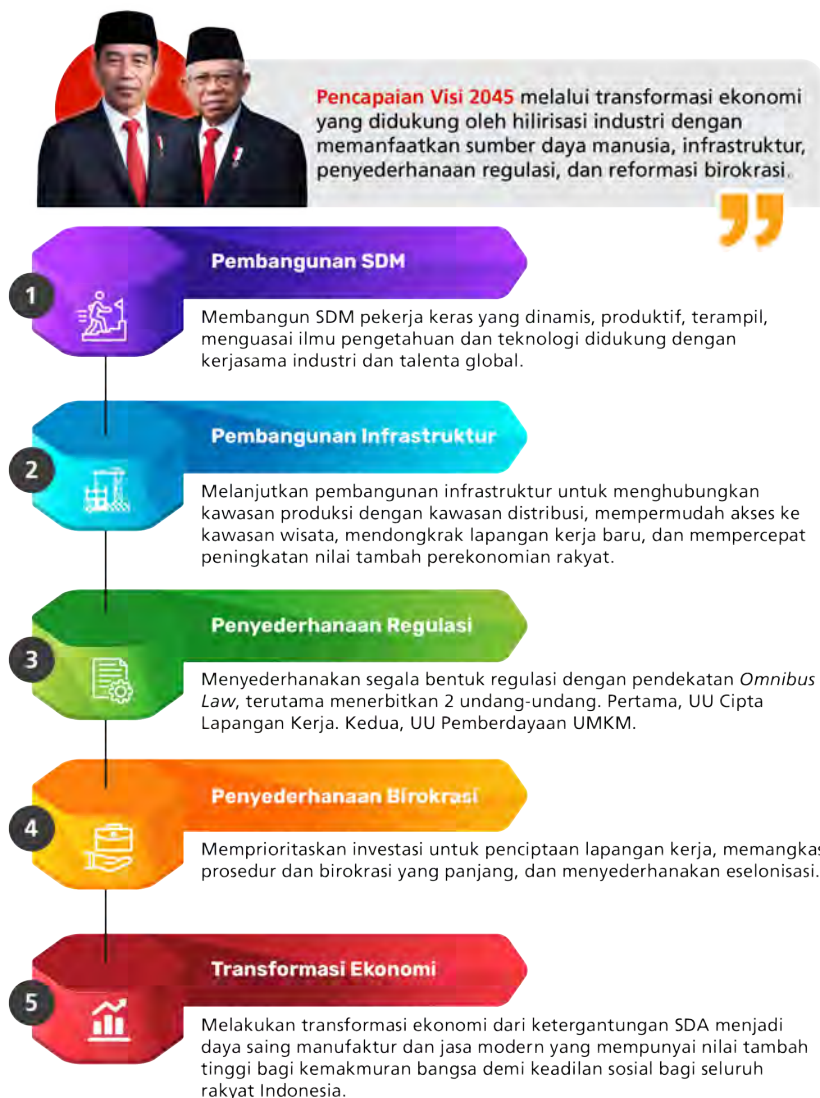 Pencapaian Visi 2045 melalui transformasi ekonomi
yang didukung oleh hilirisasi industri dengan
memanfaatkan sumber daya manusia, infrastruktur,
penyederhanaan regulasi, dan reformasi birokrasi.
”
1
Pembangunan SDM
Membangun SDM pekerja keras yang dinamis, produktif, terampil,
menguasai ilmu pengetahuan dan teknologi didukung dengan
kerjasama industri dan talenta global.
2
Pembangunan Infrastruktur
Melanjutkan pembangunan infrastruktur untuk menghubungkan
kawasan produksi dengan kawasan distribusi, mempermudah akses ke
kawasan wisata, mendongkrak lapangan kerja baru, dan mempercepat
peningkatan nilai tambah perekonomian rakyat.
3
Penyederhanaan Regulasi
Menyederhanakan segala bentuk regulasi dengan pendekatan Omnibus
Law, terutama menerbitkan 2 undang-undang. Pertama, UU Cipta
Lapangan Kerja. Kedua, UU Pemberdayaan UMKM.
4
Penyederhanaan Birokrasi
Memprioritaskan investasi untuk penciptaan lapangan kerja, memangkas
prosedur dan birokrasi yang panjang, dan menyederhanakan eselonisasi.
5
Transformasi Ekonomi
Melakukan transformasi ekonomi dari ketergantungan SDA menjadi
daya saing manufaktur dan jasa modern yang mempunyai nilai tambah
tinggi bagi kemakmuran bangsa demi keadilan sosial bagi seluruh
rakyat Indonesia.